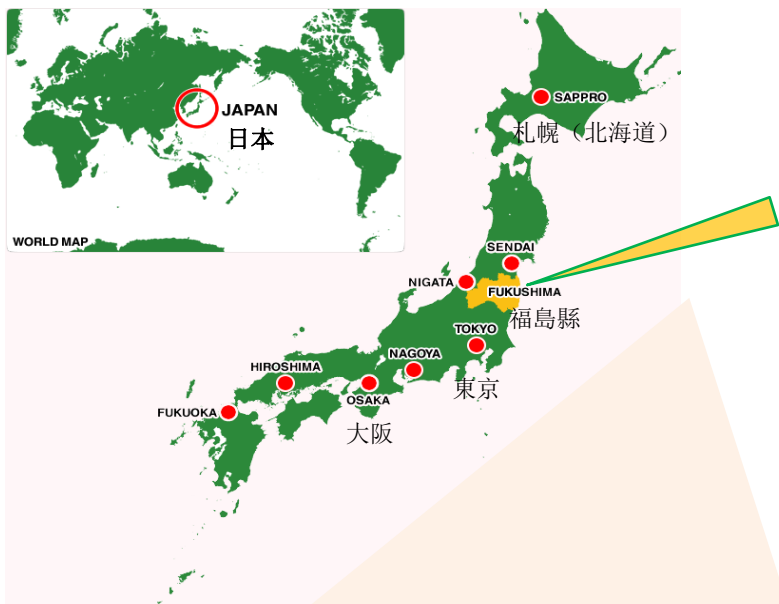 JAPAN
日本
WORLD MAP
SAPPRO
札幌（北海道）
SENDAI
NIGATA
FUKUSHIMA
福島縣
TOKYO
NAGOYA
東京
HIROSHIMA
OSAKA
FUKUOKA
大阪